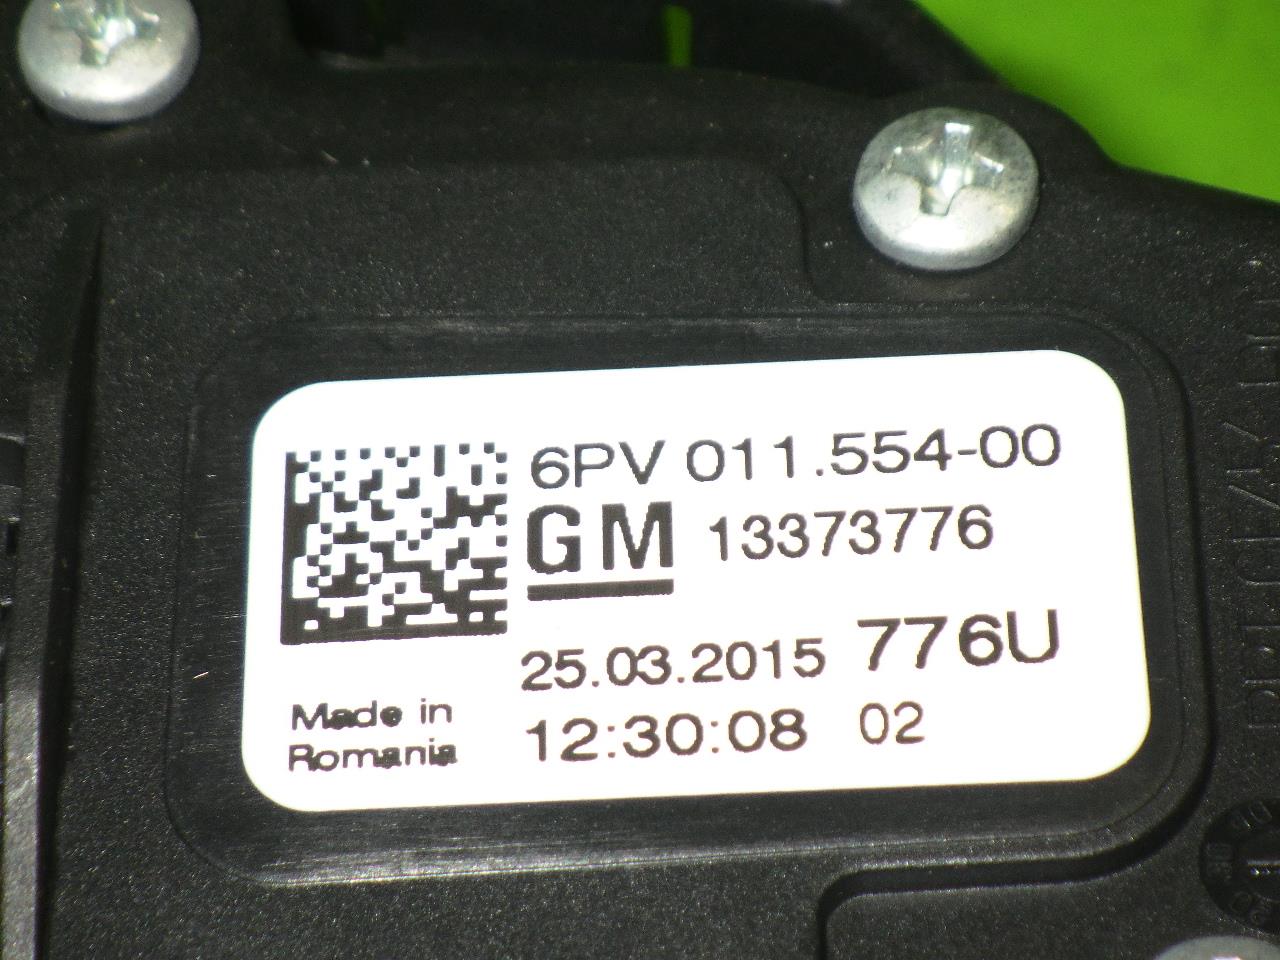 6PV 011.554-00
GM 13373776
25.03.2015 776U
Made in
Romania
12:30:08 02